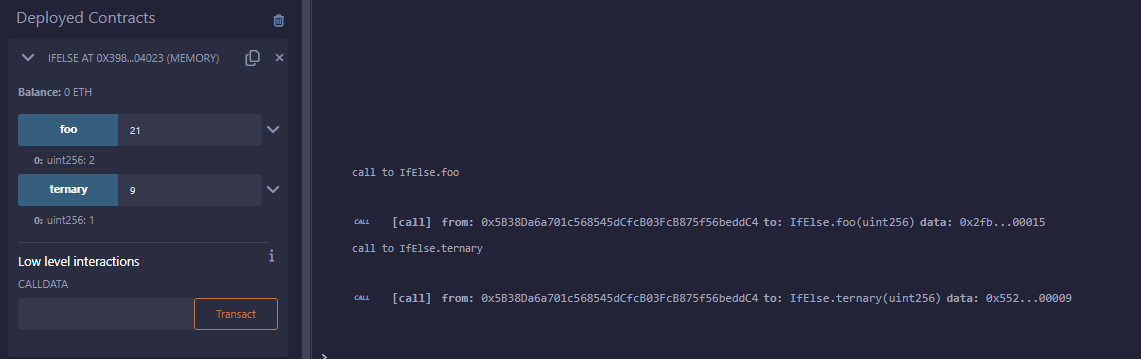 Deployed Contracts
IFELSE AT 0X398...04023 (MEMORY)
Balance: 0 ETH
foo 21
0: uint256: 2
ternary 9
0: uint256: 1
Low level interactions
CALLDATA
Transact
call to IfElse.foo
CALL [call] from: 0x5B38Da6a701c568545dCfcB03FcB875f56beddC4 to: IfElse.foo(uint256) data: 0x2fb...00015
call to IfElse.ternary
CALL [call] from: 0x5B38Da6a701c568545dCfcB03FcB875f56beddC4 to: IfElse.ternary(uint256) data: 0x552...00009
>